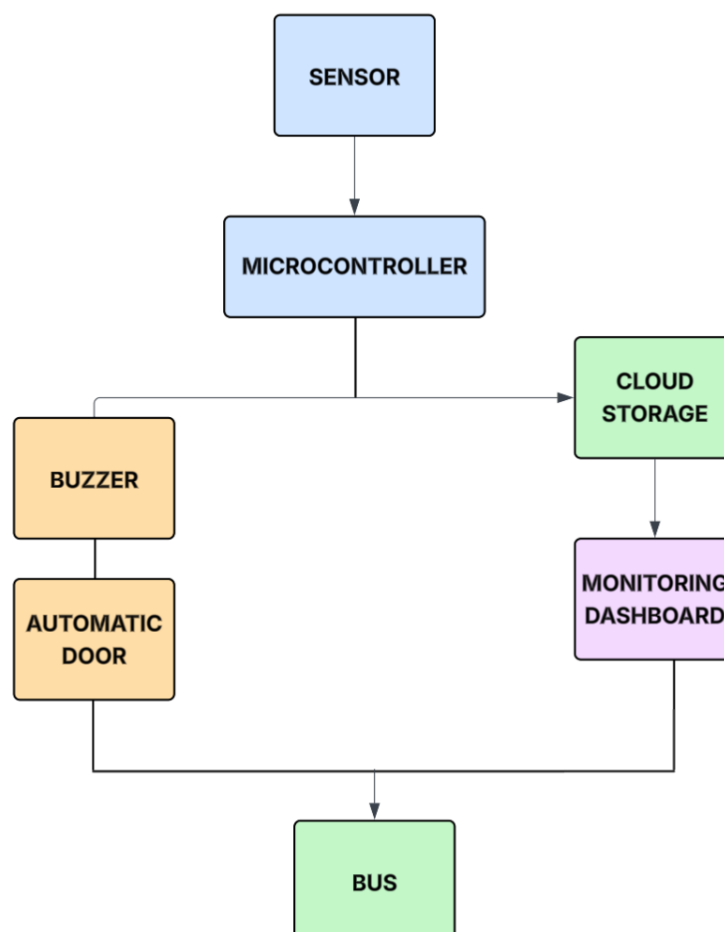 SENSOR
MICROCONTROLLER
CLOUD
STORAGE
BUZZER
MONITORING
DASHBOARD
AUTOMATIC
DOOR
BUS